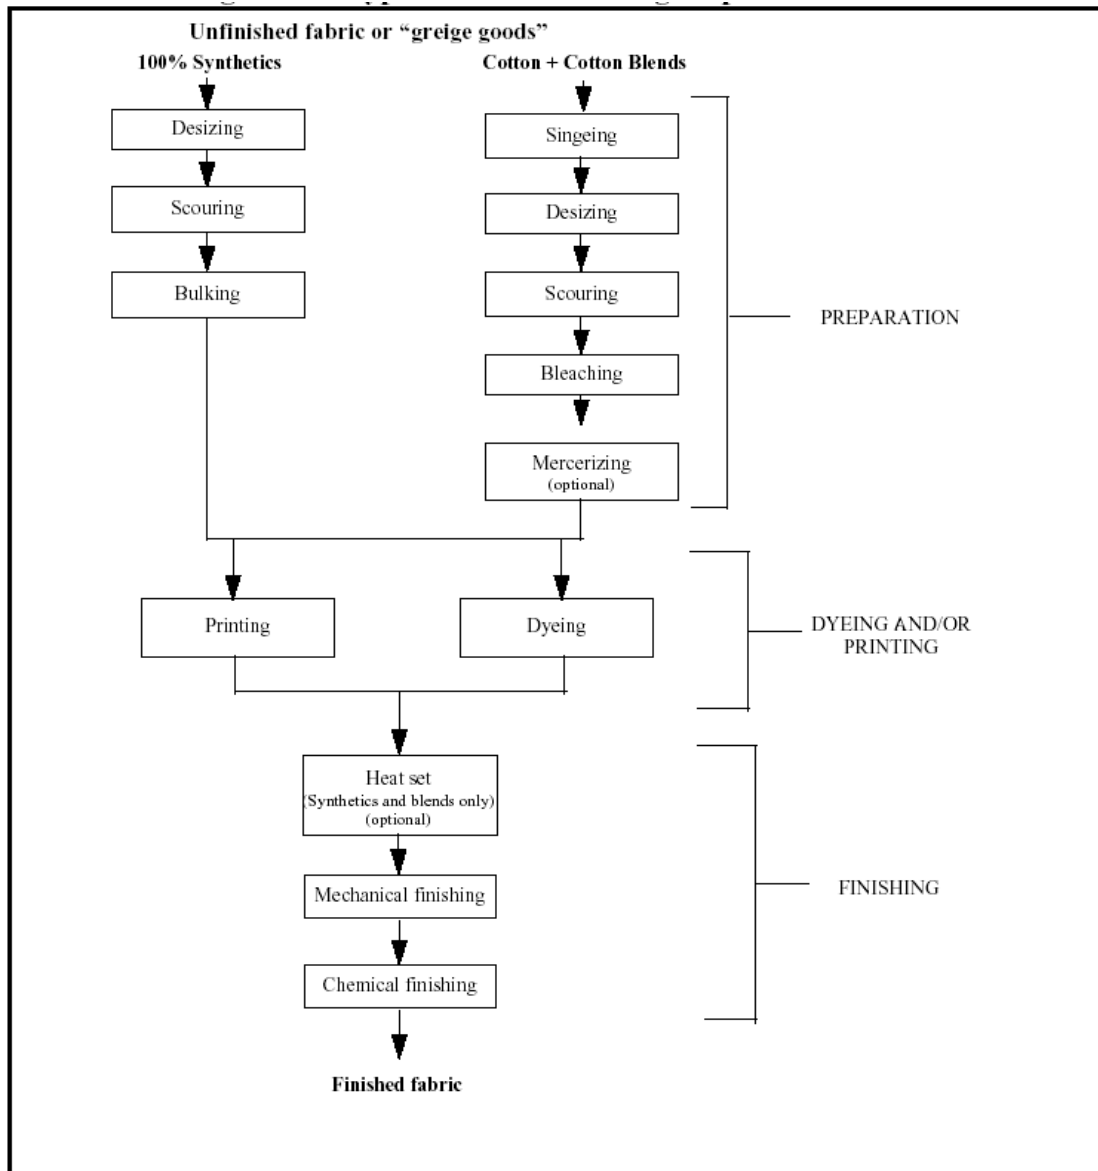 Unfinished fabric or “greige goods”
100% Synthetics
Cotton + Cotton Blends
Desizing
Scouring
Bulking
Singeing
Desizing
Scouring
Bleaching
Mercerizing
(optional)
PREPARATION
Printing
Dyeing
DYEING AND/OR
PRINTING
Heat set
(Synthetics and blends only)
(optional)
Mechanical finishing
Chemical finishing
FINISHING
Finished fabric